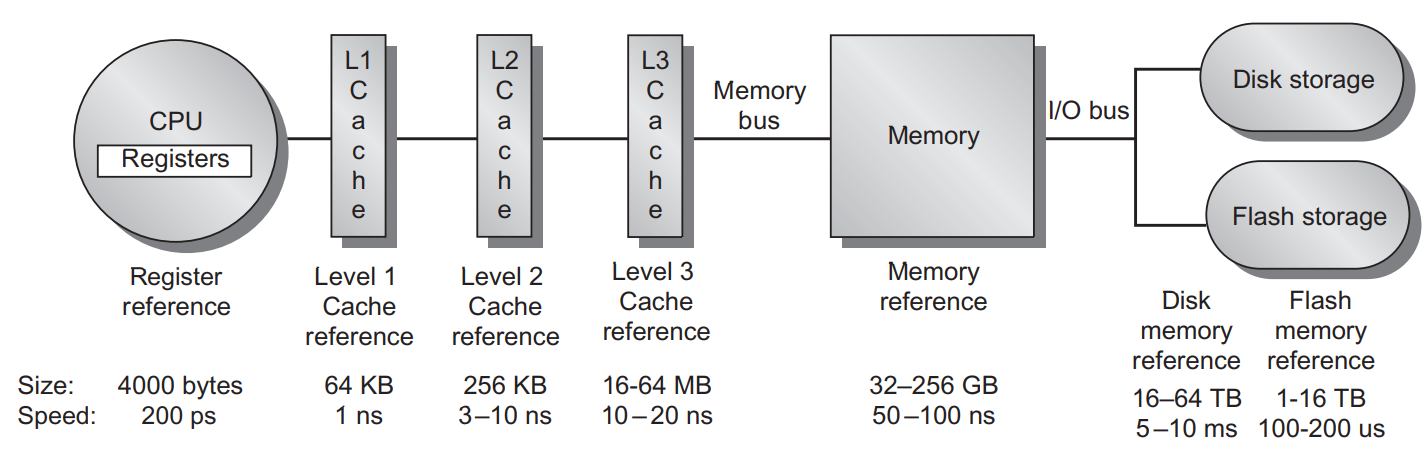 CPU
Registers
L1
C
a
c
h
e
L2
C
a
c
h
e
L3
C
a
c
h
e
Memory
bus
Memory
I/O bus
Disk storage
Flash storage
Register
reference
Level 1
Cache
reference
Level 2
Cache
reference
Level 3
Cache
reference
Memory
reference
Disk
memory
reference
Flash
memory
reference
Size: 4000 bytes 64 KB 256 KB 16-64 MB 32–256 GB 16–64 TB 1-16 TB
Speed: 200 ps 1 ns 3–10 ns 10–20 ns 50–100 ns 5–10 ms 100-200 us